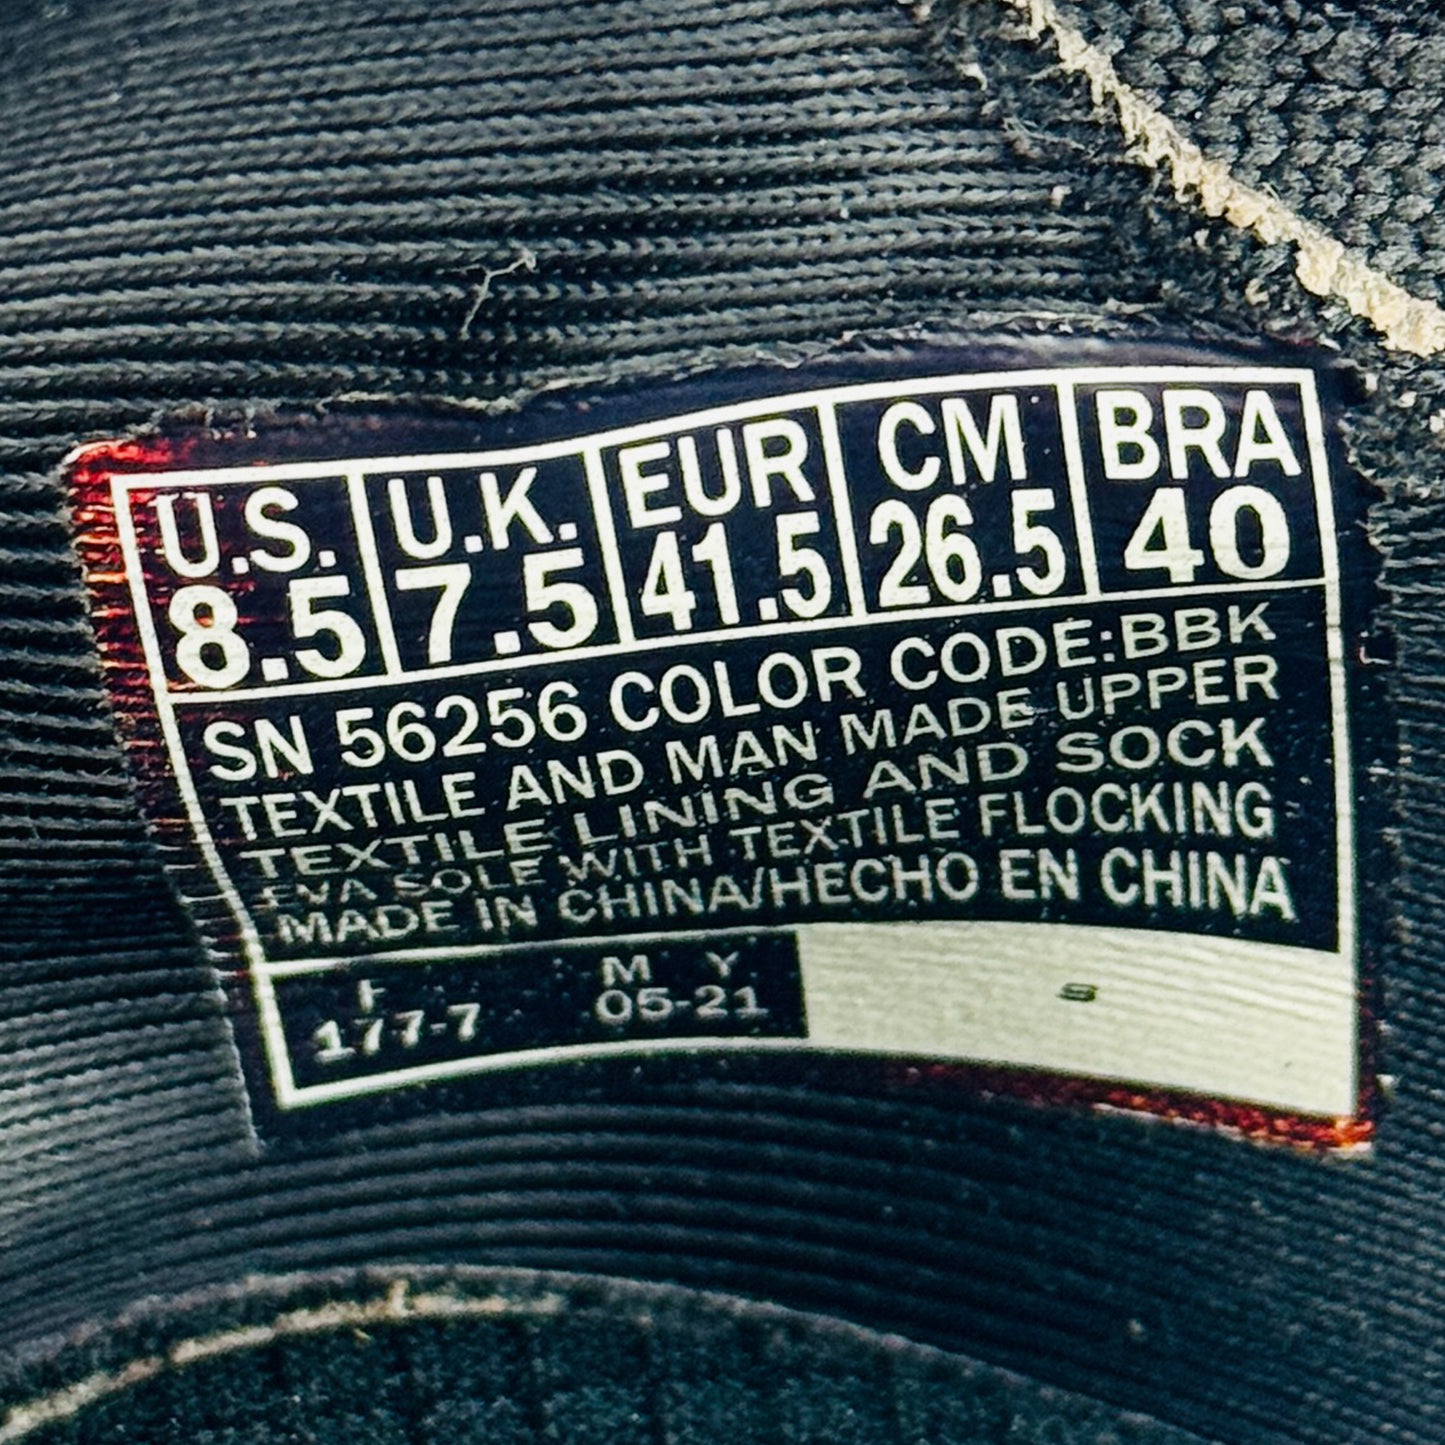 U.S. U.K. EUR CM BRA
8.5 7.5 41.5 26.5 40
SN 56256 COLOR CODE:BBK
TEXTILE AND MAN MADE UPPER
TEXTILE LINING AND SOCK
EVA SOLE WITH TEXTILE FLOCKING
MADE IN CHINA/HECHO EN CHINA
F M Y
177-7 05-21
S